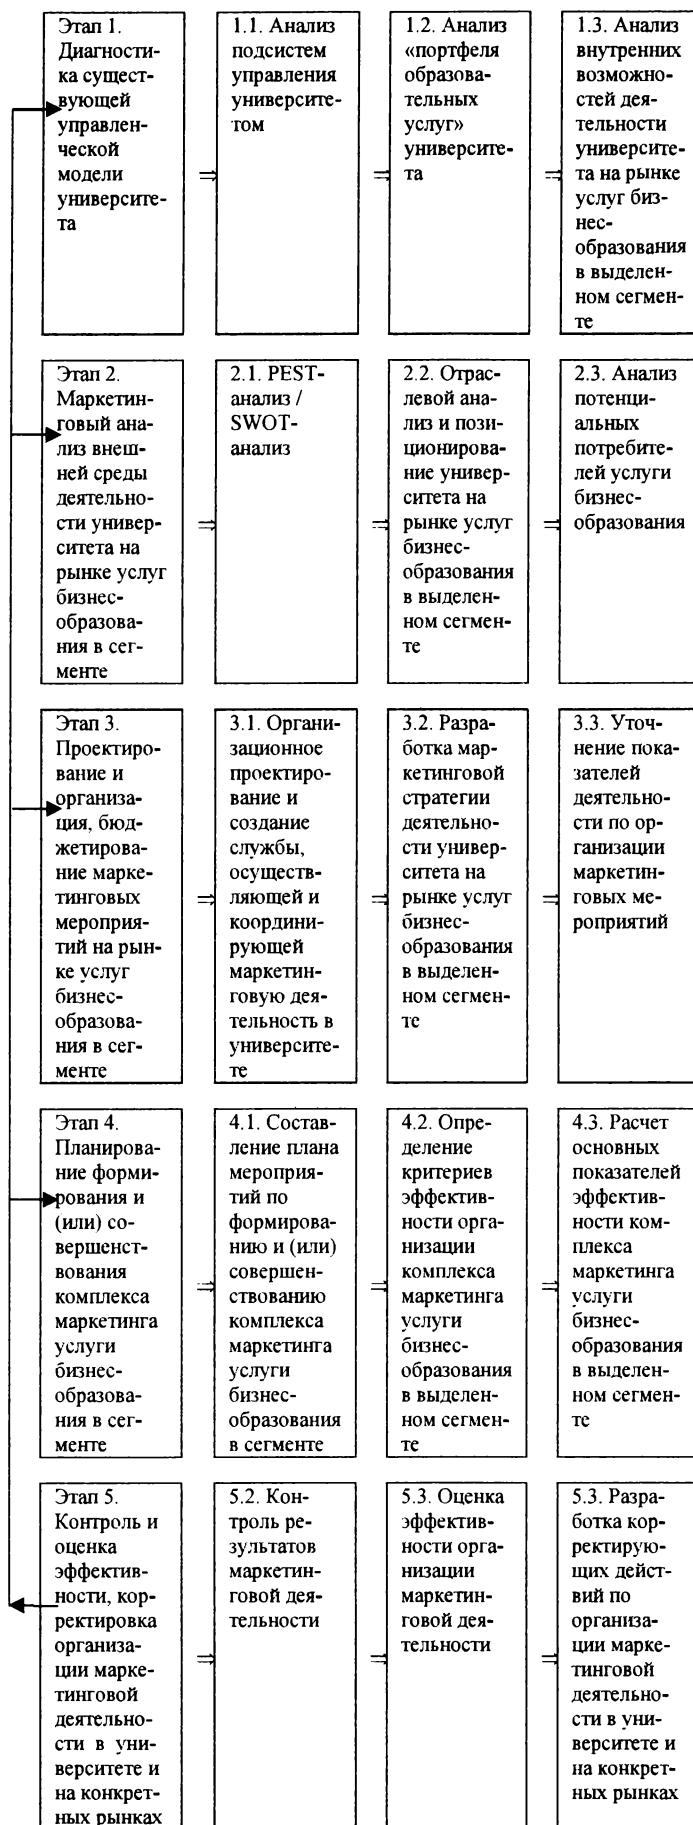 Этап 1.
Диагности-
ка сущест-
вующей
управлен-
ческой
модели
университе-
та
1.1. Анализ
подсистем
управления
университе-
том
1.2. Анализ
«портфеля
образова-
тельных
услуг»
университе-
та
1.3. Анализ
внутренних
возможно-
стей дея-
тельности
университе-
та на рынке
услуг биз-
нес-
образования
в выделен-
ном сегмен-
те
Этап 2.
Маркетин-
говый ана-
лиз внеш-
ней среды
деятельно-
сти универ-
ситета на
рынке услуг
бизнес-
образова-
ния в сег-
менте
2.1. PEST-
анализ /
SWOT-
анализ
2.2. Отрас-
левой анал-
из и пози-
ционирова-
ние универ-
ситета на
рынке услуг
бизнес-
образования
в выделен-
ном сегмен-
те
2.3. Анализ
потенци-
альных
потребите-
лей услуги
бизнес-
образования
Этап 3.
Проектиро-
вание и
организа-
ция, бюд-
жетирова-
ние марке-
тинговых
мероприя-
тий на рын-
ке услуг
бизнес-
образова-
ния в сег-
менте
3.1. Органи-
зационное
проектиро-
вание и
создание
службы,
осуществ-
ляющей и
координи-
рующей
маркетин-
говую дея-
тельность в
университе-
те
3.2. Разра-
ботка мар-
кетинговой
стратегии
деятельно-
сти универ-
ситета на
рынке услуг
бизнес-
образования
в выделен-
ном сегмен-
те
3.3. Уточ-
нение пока-
зателей
деятельно-
сти по ор-
ганизации
маркетин-
говых ме-
роприятий
Этап 4.
Планирова-
ние форми-
рования и
(или) со-
вершенст-
вования
комплекса
маркетинга
услуги
бизнес-
образова-
ния в сег-
менте
4.1. Состав-
ление плана
мероприя-
тий по
формирова-
нию и (или)
совершен-
ствованию
комплекса
маркетинга
услуги
бизнес-
образования
в сегменте
4.2. Опре-
деление
критериев
эффектив-
ности орга-
низации
комплекса
маркетинга
услуги
бизнес-
образования
в выделен-
ном сегмен-
те
4.3. Расчет
основных
показателей
эффектив-
ности ком-
плекса
маркетинга
услуги
бизнес-
образования
в выделен-
ном сегмен-
те
Этап 5.
Контроль и
оценка
эффектив-
ности, кор-
ректировка
организа-
ции марке-
тинговой
деятельно-
сти в уни-
верситете и
на конкрет-
ных рынках
5.2. Кон-
троль ре-
зультатов
маркетин-
говой дея-
тельности
5.3. Оценка
эффектив-
ности орга-
низации
маркетин-
говой дея-
тельности
5.3. Разра-
ботка кор-
ректирую-
щих дейст-
вий по
организа-
ции марке-
тинговой
деятельно-
сти в уни-
верситете и
на конкрет-
ных рынках